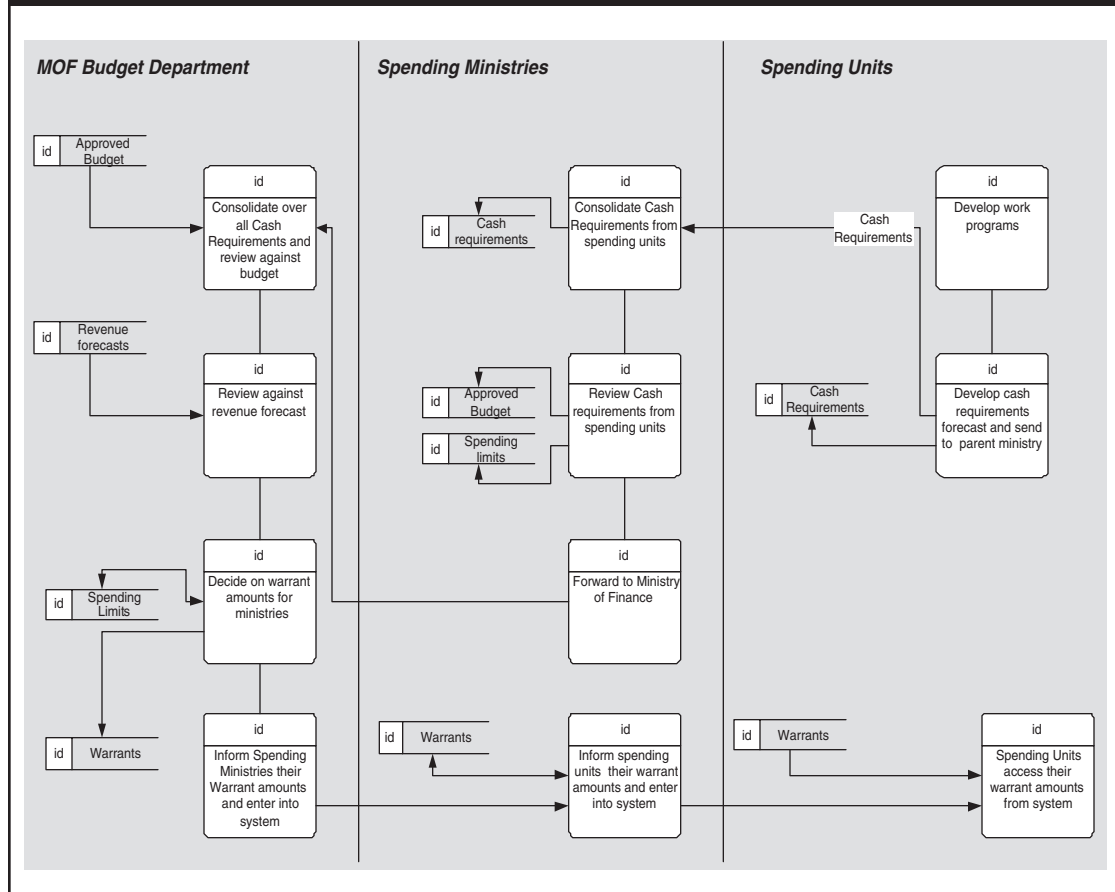 MOF Budget Department
id
Approved
Budget
id
Consolidate over
all Cash
Requirements and
review against
budget
id
Revenue
forecasts
id
Review against
revenue forecast
id
Decide on warrant
amounts for
ministries
id
Spending
Limits
id
Warrants
id
Inform Spending
Ministries their
Warrant amounts
and enter into
system
Spending Ministries
id
Cash
requirements
id
Consolidate Cash
Requirements from
spending units
id
Approved
Budget
id
Spending
limits
id
Review Cash
requirements from
spending units
id
Forward to Ministry
of Finance
id
Warrants
id
Inform spending
units their warrant
amounts and enter
into system
Spending Units
Cash
Requirements
id
Develop work
programs
id
Cash
Requirements
id
Develop cash
requirements
forecast and send
to parent ministry
id
Warrants
id
Spending Units
access their
warrant amounts
from system